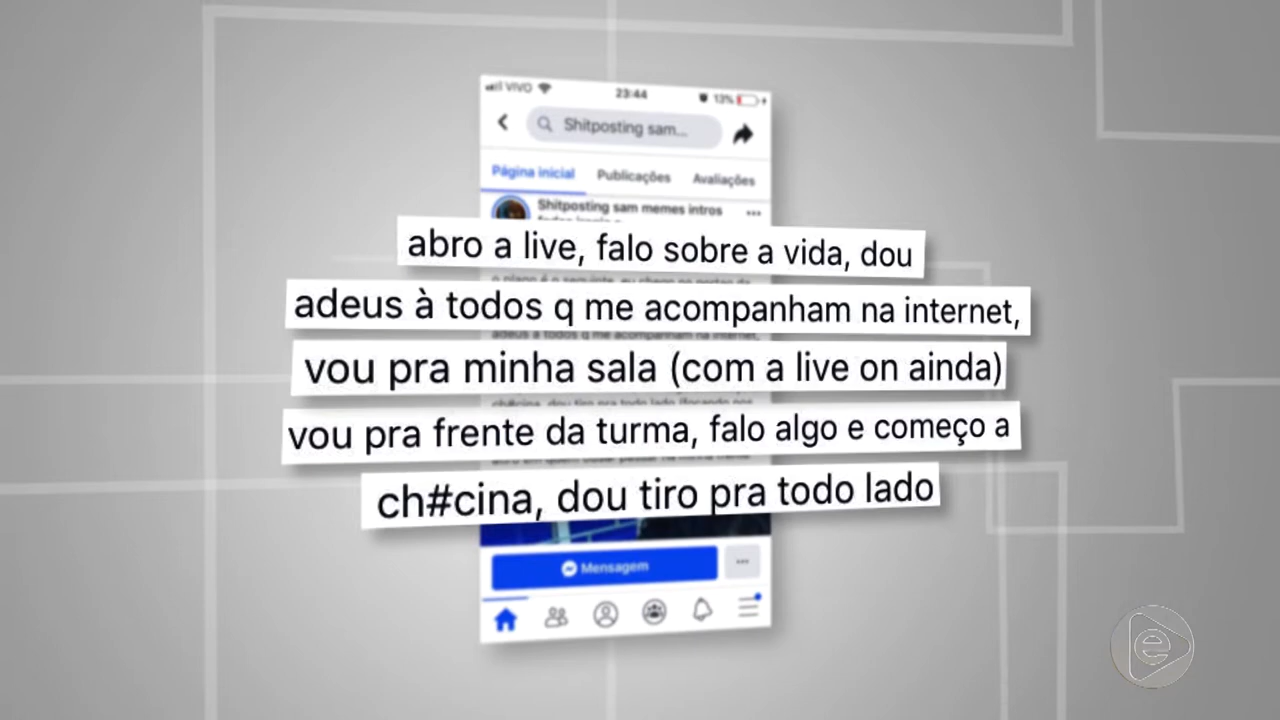 VIVO
23:44
13%
Shitposting sam...
Página inicial
Publicações
Avaliações
Shitposting sam memes intros
abro a live, falo sobre a vida, dou
adeus à todos q me acompanham na internet,
vou pra minha sala (com a live on ainda)
vou pra frente da turma, falo algo e começo a
ch#cina, dou tiro pra todo lado
Mensagem
e